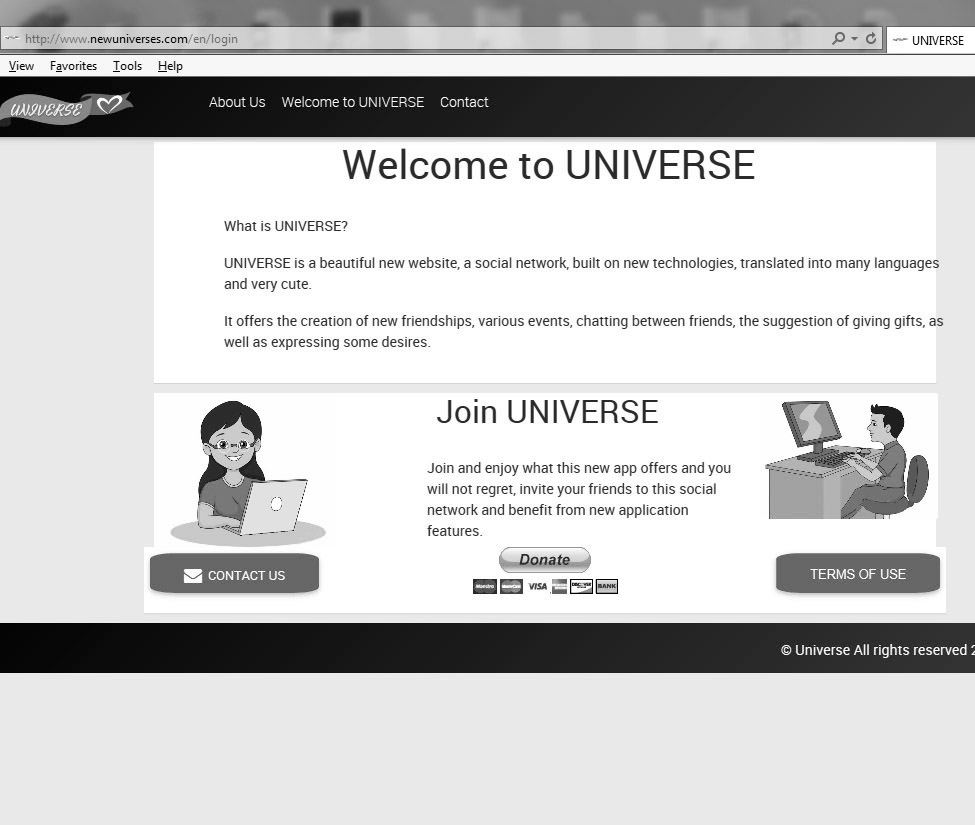 http://www.newuniverses.com/en/login
UNIVERSE
View Favorites Tools Help
UNIVERSE
About Us Welcome to UNIVERSE Contact
Welcome to UNIVERSE
What is UNIVERSE?
UNIVERSE is a beautiful new website, a social network, built on new technologies, translated into many languages
and very cute.
It offers the creation of new friendships, various events, chatting between friends, the suggestion of giving gifts, as
well as expressing some desires.
Join UNIVERSE
Join and enjoy what this new app offers and you
will not regret, invite your friends to this social
network and benefit from new application
features.
Donate
Maestro MasterCard VISA DISCOVER BANK
CONTACT US
TERMS OF USE
© Universe All rights reserved 2